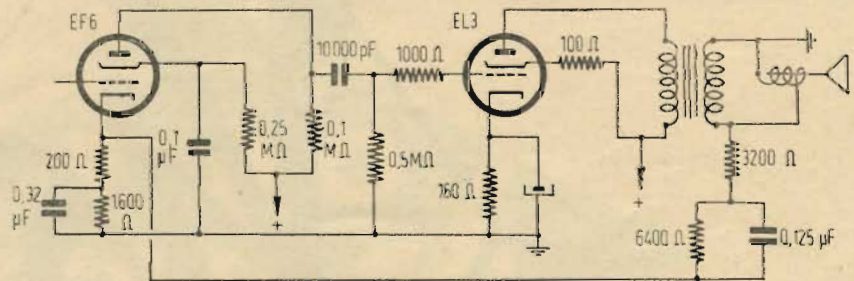 EF6
EL3
10000 pF
1000 Ω
100 Ω
0,1
µF
0,25
MΩ
0,1
MΩ
0,5MΩ
200 Ω
0,32
µF
1600
Ω
160
Ω
+
+
3200 Ω
6400 Ω
0,125 µF